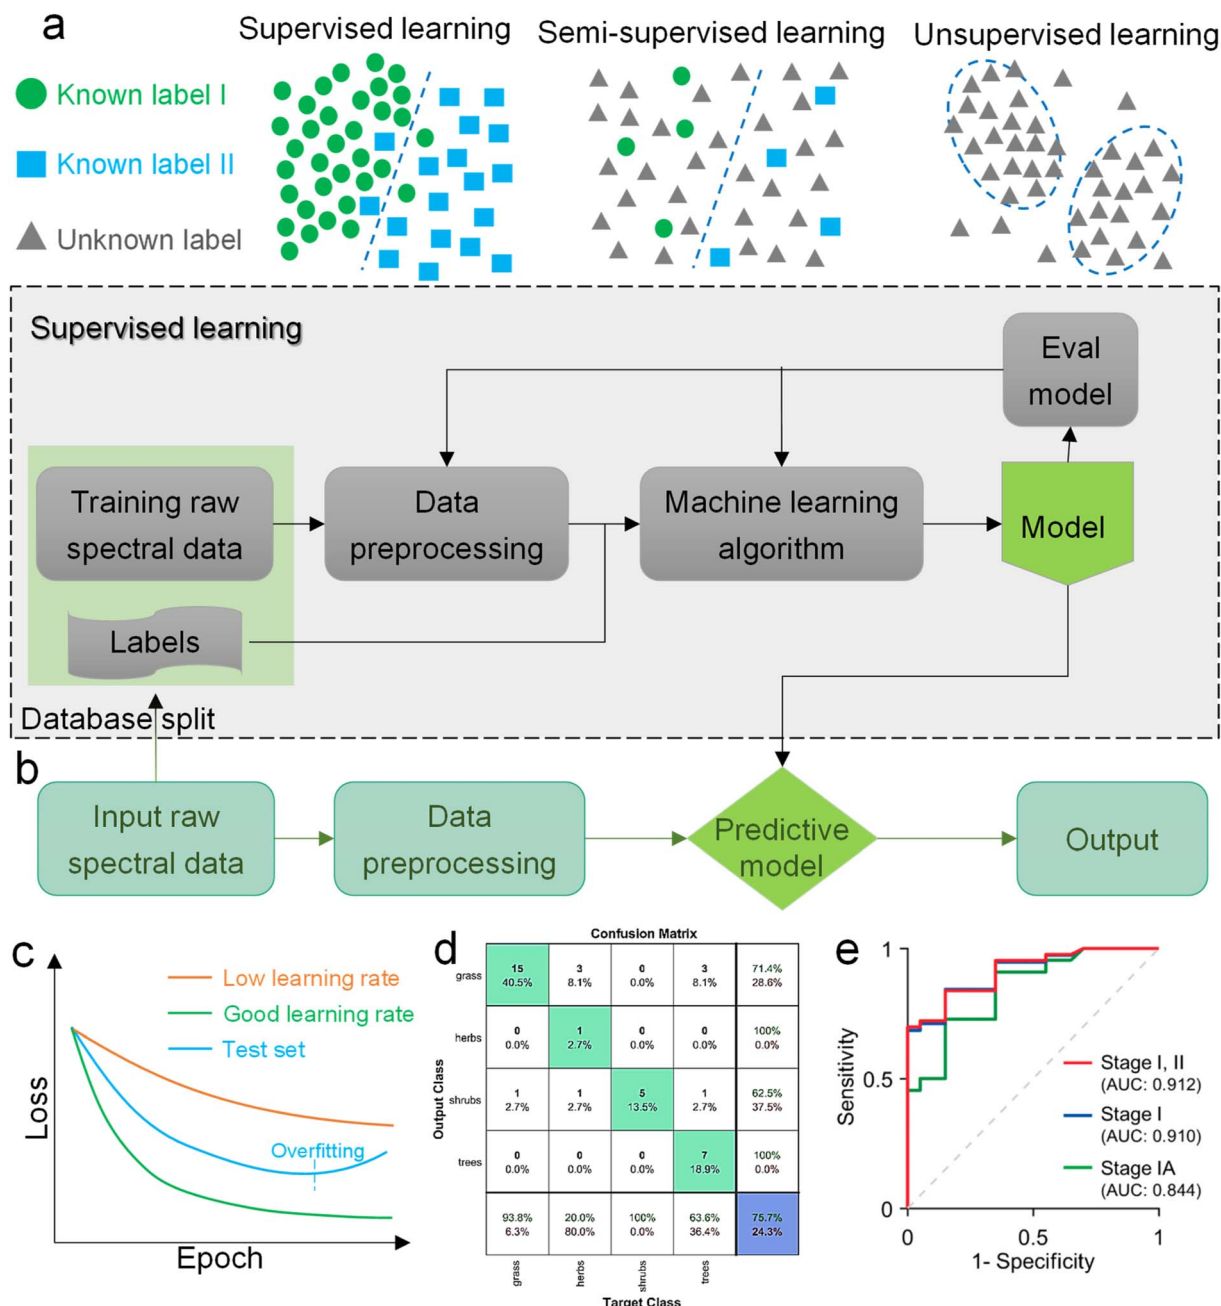 a
Supervised learning
Semi-supervised learning
Unsupervised learning
Known label I
Known label II
Unknown label
Supervised learning
Eval
model
Training raw
spectral data
Data
preprocessing
Machine learning
algorithm
Model
Labels
Database split
b
Input raw
spectral data
Data
preprocessing
Predictive
model
Output
c
Low learning rate
Good learning rate
Test set
Overfitting
Loss
Epoch
d
Confusion Matrix
grass
15 3 0 3 71.4%
40.5% 8.1% 0.0% 8.1% 28.6%
herbs
0 1 0 0 100%
0.0% 2.7% 0.0% 0.0% 0.0%
shrubs
1 1 5 1 62.5%
2.7% 2.7% 13.5% 2.7% 37.5%
trees
0 0 0 7 100%
0.0% 0.0% 0.0% 18.9% 0.0%
93.8% 20.0% 100% 63.6% 75.7%
6.3% 80.0% 0.0% 36.4% 24.3%
grass herbs shrubs trees
Output Class
Target Class
e
1
0.5
0
Sensitivity
Stage I, II
(AUC: 0.912)
Stage I
(AUC: 0.910)
Stage IA
(AUC: 0.844)
0 0.5 1
1- Specificity